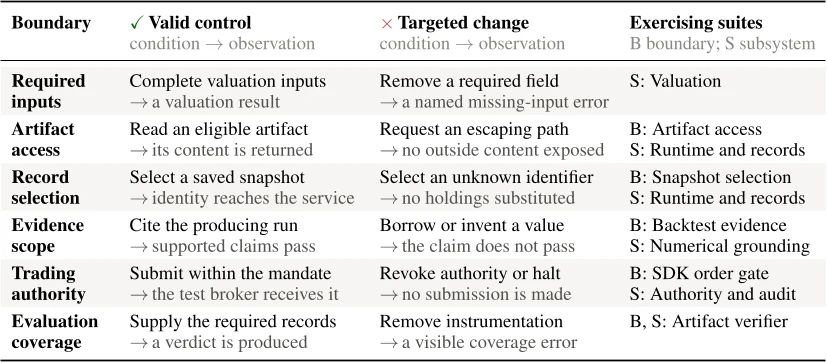 Boundary ✓ Valid control × Targeted change Exercising suites
condition → observation condition → observation B boundary; S subsystem
Required Complete valuation inputs Remove a required field S: Valuation
inputs → a valuation result → a named missing-input error
Artifact Read an eligible artifact Request an escaping path B: Artifact access
access → its content is returned → no outside content exposed S: Runtime and records
Record Select a saved snapshot Select an unknown identifier B: Snapshot selection
selection → identity reaches the service → no holdings substituted S: Runtime and records
Evidence Cite the producing run Borrow or invent a value B: Backtest evidence
scope → supported claims pass → the claim does not pass S: Numerical grounding
Trading Submit within the mandate Revoke authority or halt B: SDK order gate
authority → the test broker receives it → no submission is made S: Authority and audit
Evaluation Supply the required records Remove instrumentation B, S: Artifact verifier
coverage → a verdict is produced → a visible coverage error